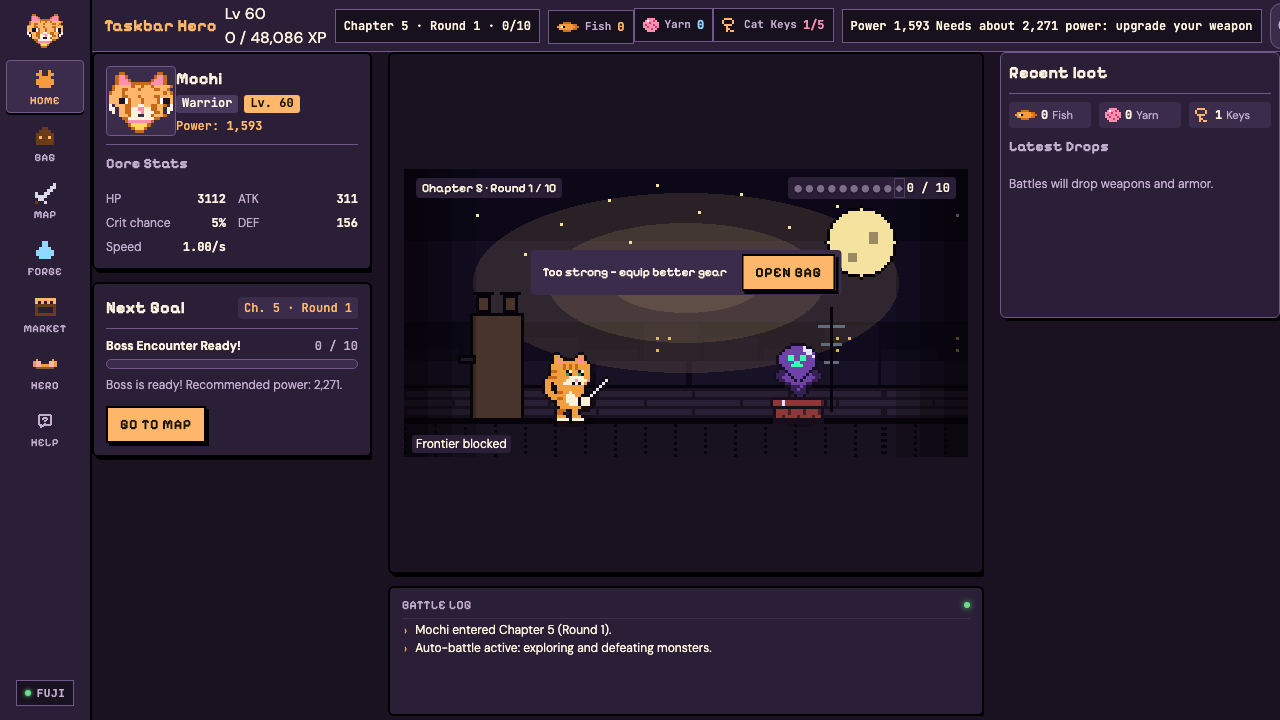 Taskbar Hero
Lv 60
0 / 48,086 XP
Chapter 5 · Round 1 · 0/10
Fish 0
Yarn 0
Cat Keys 1/5
Power 1,593 Needs about 2,271 power: upgrade your weapon
HOME
BAG
MAP
FORGE
MARKET
HERO
HELP
FUJI
Mochi
Warrior
Lv. 60
Power: 1,593
Core Stats
HP 3112 ATK 311
Crit chance 5% DEF 156
Speed 1.00/s
Next Goal
Ch. 5 · Round 1
Boss Encounter Ready! 0 / 10
Boss is ready! Recommended power: 2,271.
GO TO MAP
Chapter 5 · Round 1 / 10
0 / 10
Too strong – equip better gear
OPEN BAG
Frontier blocked
BATTLE LOG
› Mochi entered Chapter 5 (Round 1).
› Auto-battle active: exploring and defeating monsters.
Recent loot
0 Fish
0 Yarn
1 Keys
Latest Drops
Battles will drop weapons and armor.